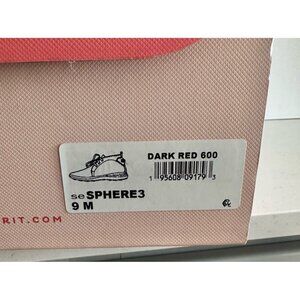 DARK RED 600
1 95608 09179 3
seSPHERE3
9 M
RIT.COM